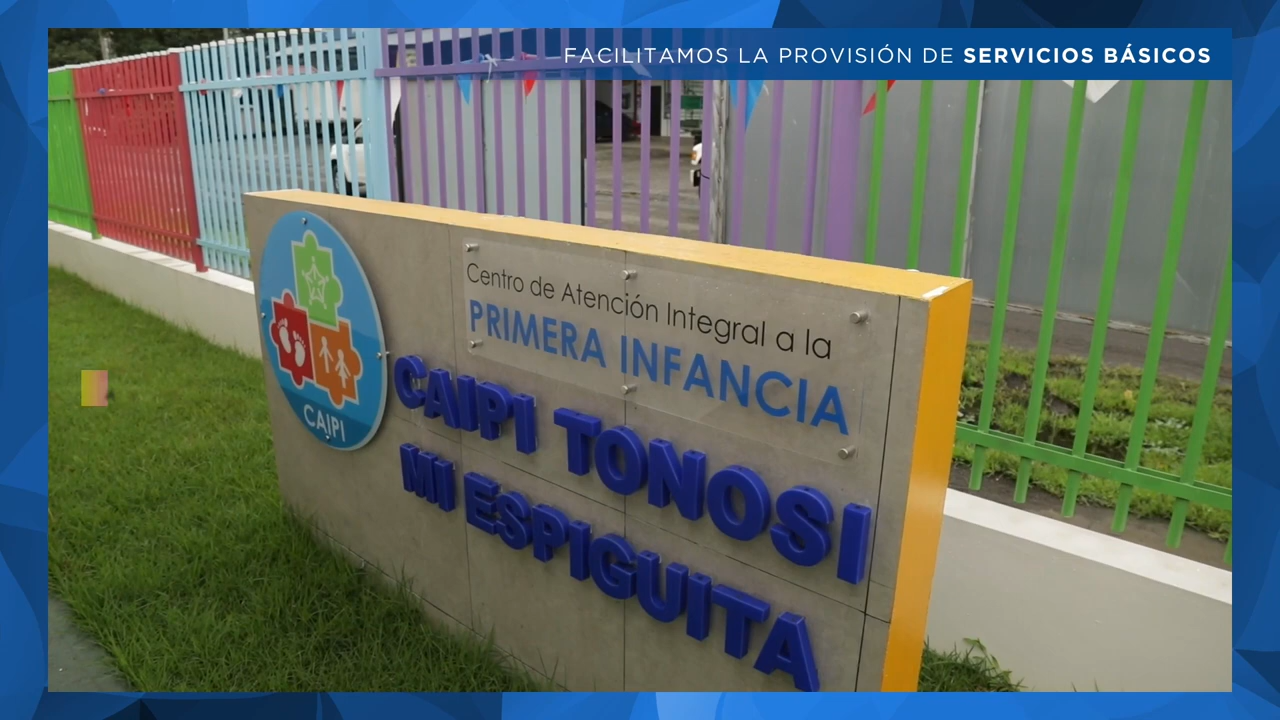 FACILITAMOS LA PROVISIÓN DE SERVICIOS BÁSICOS
Centro de Atención Integral a la
PRIMERA INFANCIA
CAIPI
CAIPI TONOSI
MI ESPIGUITA